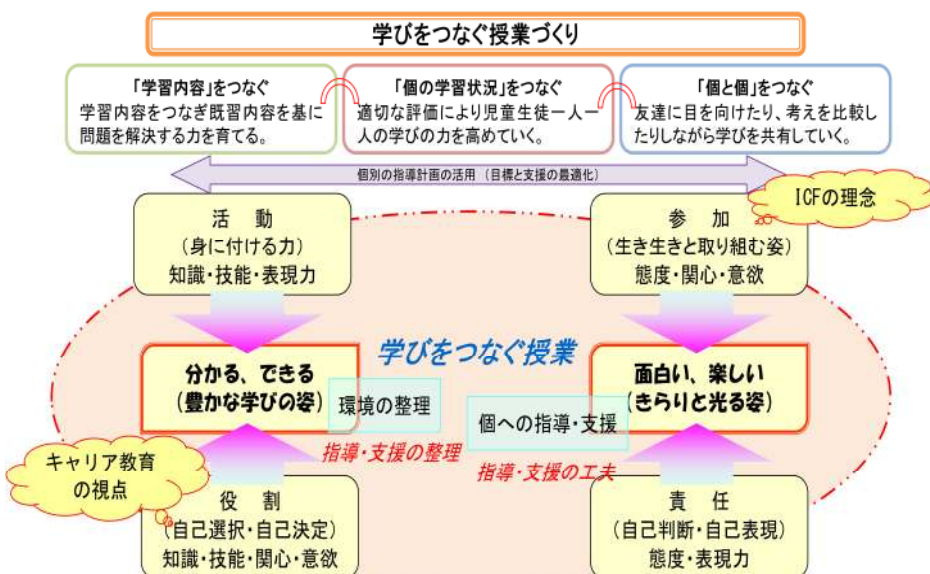 学びをつなぐ授業づくり
「学習内容」をつなぐ
学習内容をつなぎ既習内容を基に
問題を解決する力を育てる。
「個の学習状況」をつなぐ
適切な評価により児童生徒一人一
人の学びの力を高めていく。
「個と個」をつなぐ
友達に目を向けたり、考えを比較し
たりしながら学びを共有していく。
個別の指導計画の活用（目標と支援の最適化）
ICFの理念
活　動
（身に付ける力）
知識・技能・表現力
参　加
（生き生きと取り組む姿）
態度・関心・意欲
学びをつなぐ授業
分かる、できる
（豊かな学びの姿）
環境の整理
指導・支援の整理
面白い、楽しい
（きらりと光る姿）
個への指導・支援
指導・支援の工夫
キャリア教育
の視点
役　割
（自己選択・自己決定）
知識・技能・関心・意欲
責　任
（自己判断・自己表現）
態度・表現力